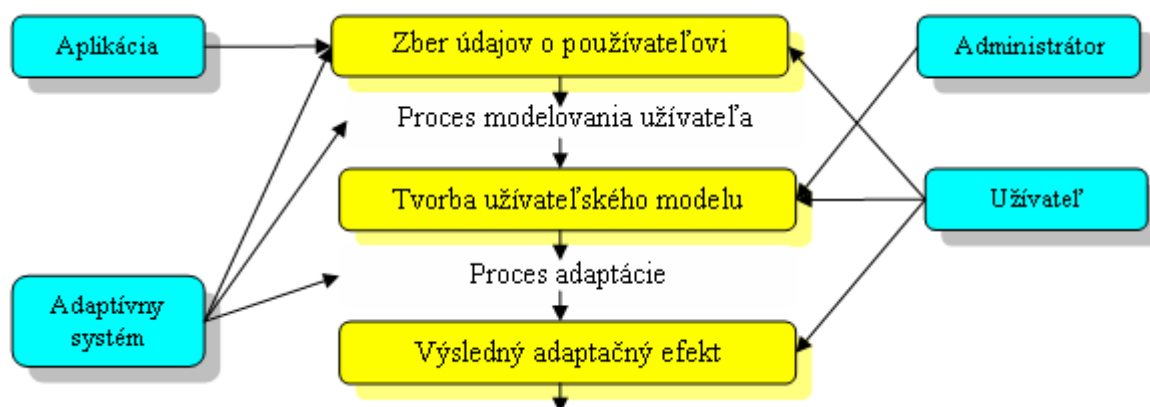 Aplikácia
Zber údajov o používateľovi
Administrátor
Proces modelovania užívateľa
Tvorba užívateľského modelu
Užívateľ
Proces adaptácie
Adaptívny
systém
Výsledný adaptačný efekt